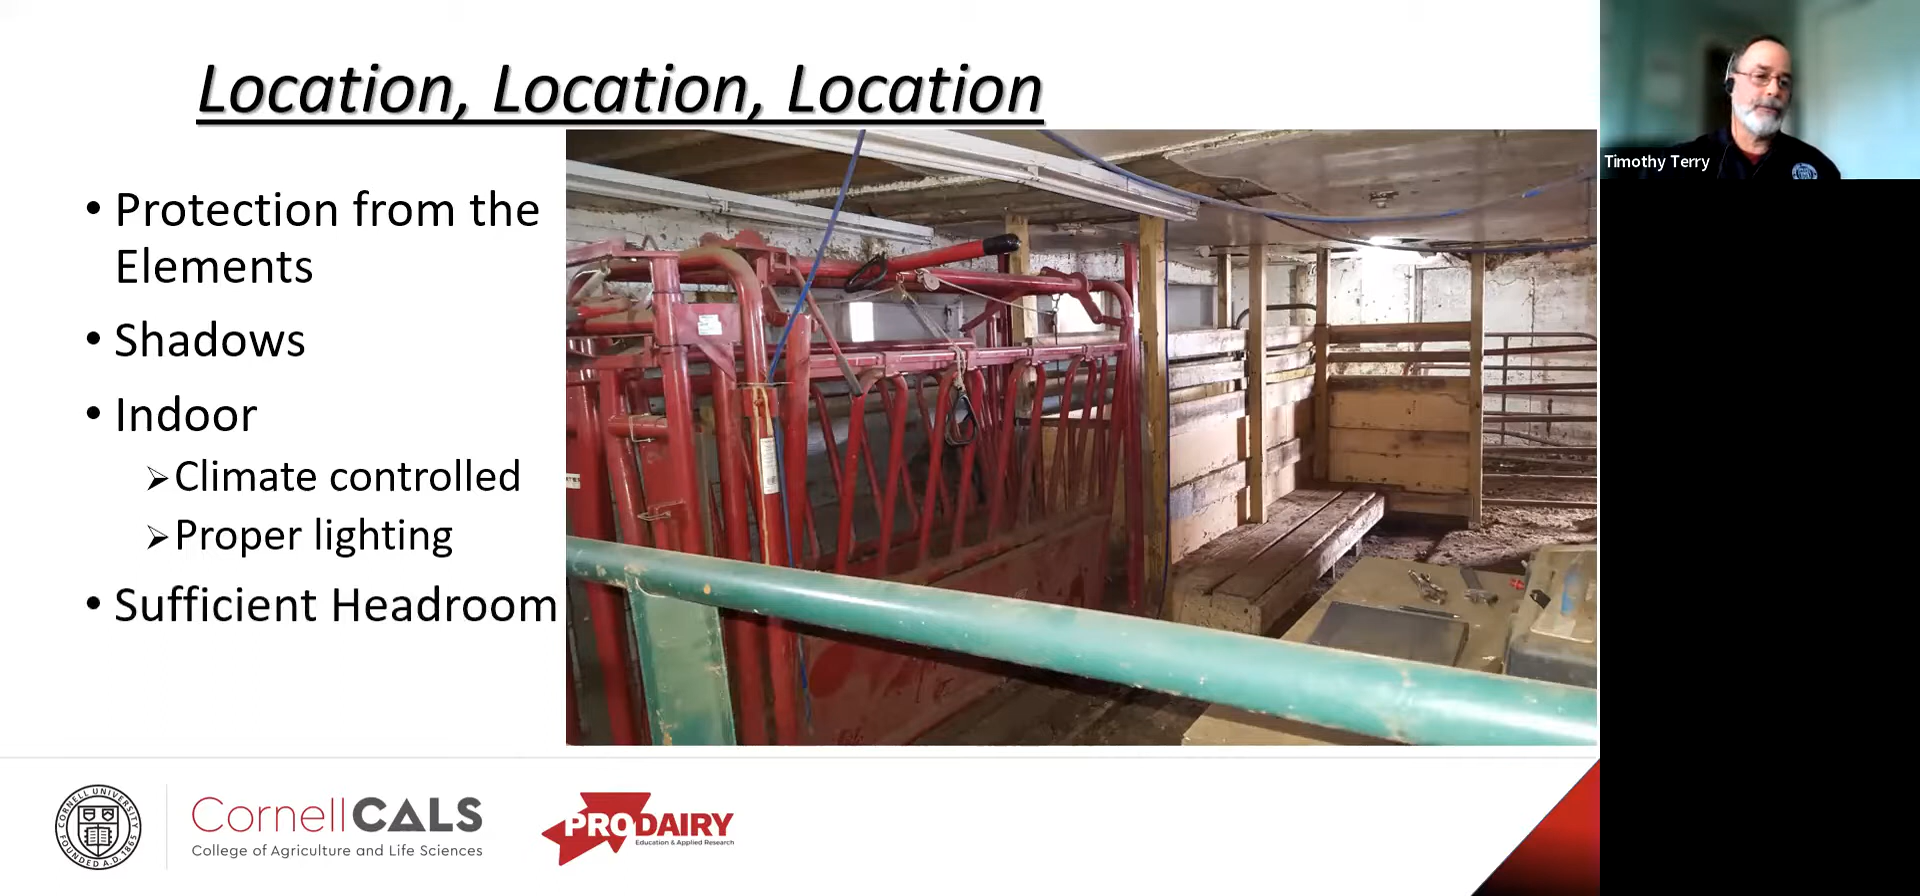 Location, Location, Location
• Protection from the
Elements
• Shadows
• Indoor
➢Climate controlled
➢Proper lighting
• Sufficient Headroom
Timothy Terry
CORNELL UNIVERSITY
FOUNDED A.D. 1865
CornellCALS
College of Agriculture and Life Sciences
PRODAIRY
Education & Applied Research